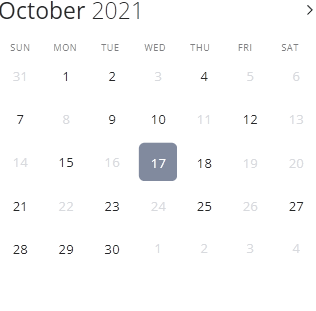 October 2021
SUN MON TUE WED THU FRI SAT
31 1 2 3 4 5 6
7 8 9 10 11 12 13
14 15 16 17 18 19 20
21 22 23 24 25 26 27
28 29 30 1 2 3 4